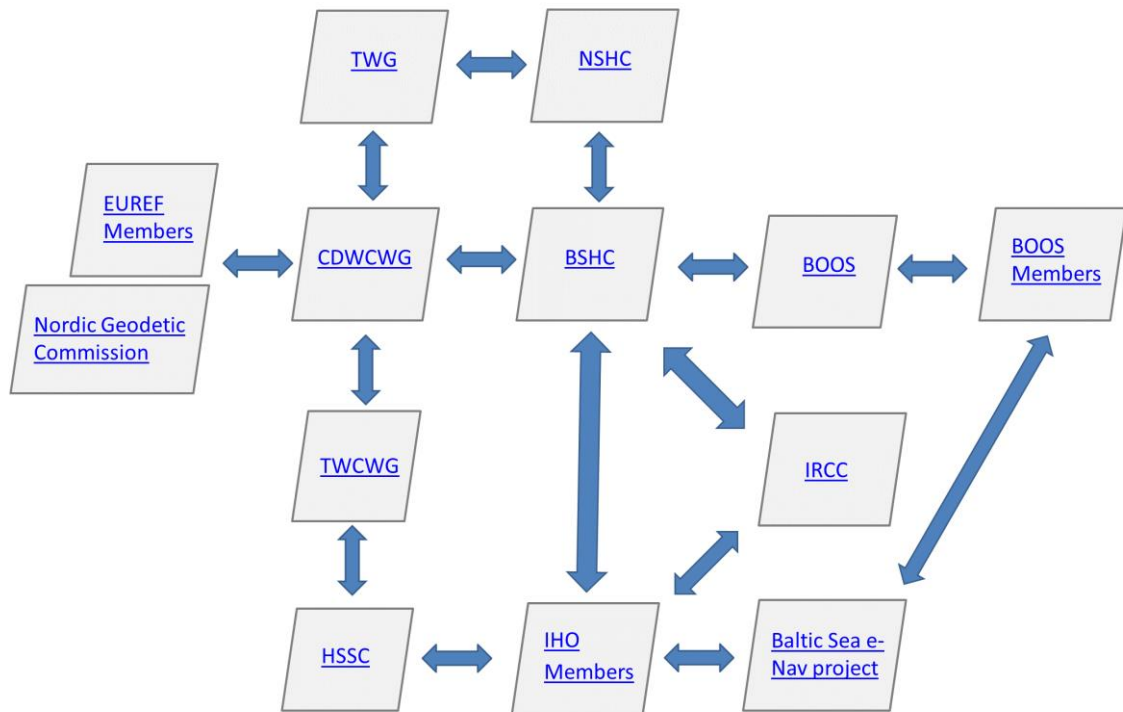 TWG
NSHC
EUREF
Members
CDWCWG
BSHC
BOOS
BOOS
Members
Nordic Geodetic
Commission
TWCWG
IRCC
HSSC
IHO
Members
Baltic Sea e-
Nav project